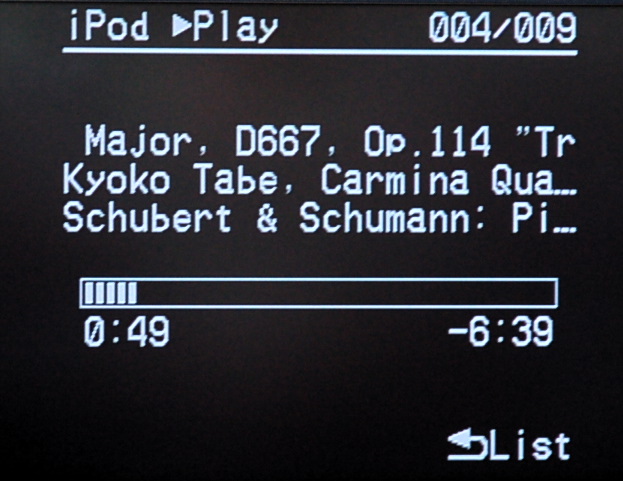 iPod ▶Play 004/009
Major, D667, Op.114 "Tr
Kyoko Tabe, Carmina Qua…
Schubert & Schumann: Pi…
0:49 -6:39
List